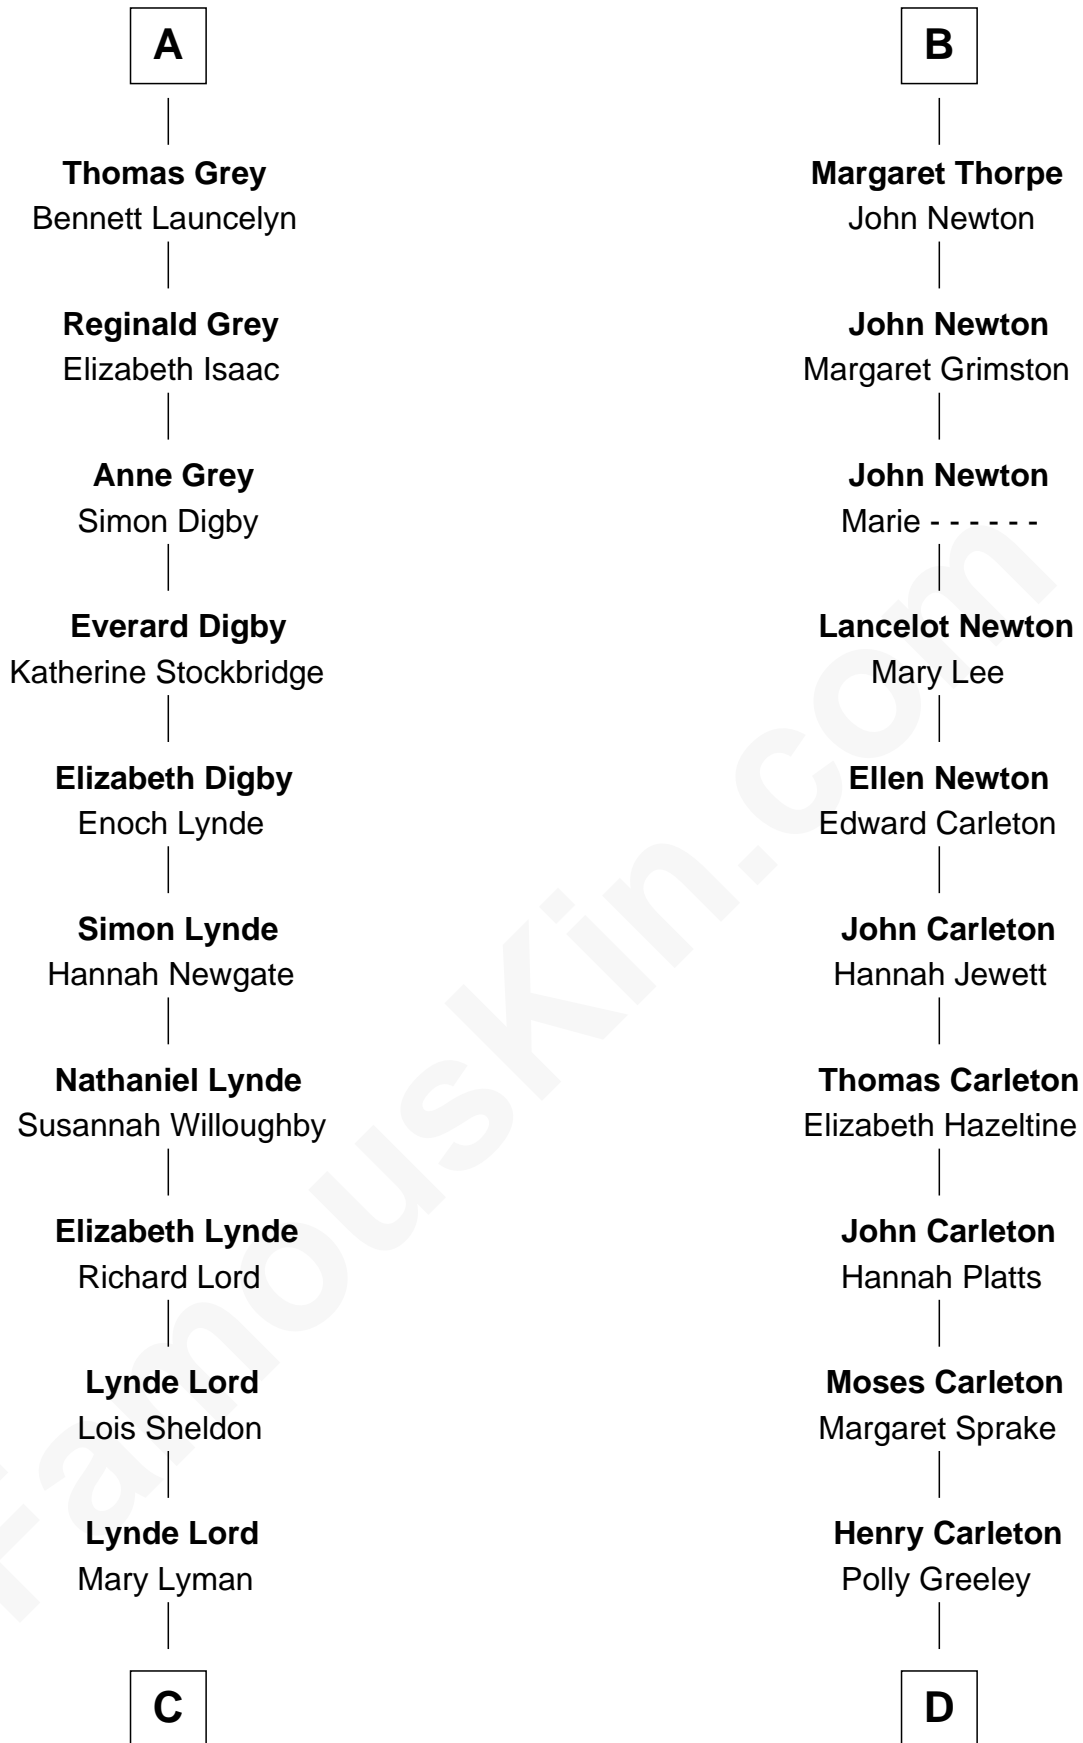 A
Thomas Grey
Bennett Launcelyn
Reginald Grey
Elizabeth Isaac
Anne Grey
Simon Digby
Everard Digby
Katherine Stockbridge
Elizabeth Digby
Enoch Lynde
Simon Lynde
Hannah Newgate
Nathaniel Lynde
Susannah Willoughby
Elizabeth Lynde
Richard Lord
Lynde Lord
Lois Sheldon
Lynde Lord
Mary Lyman
C
B
Margaret Thorpe
John Newton
John Newton
Margaret Grimston
John Newton
Marie - - - - - -
Lancelot Newton
Mary Lee
Ellen Newton
Edward Carleton
John Carleton
Hannah Jewett
Thomas Carleton
Elizabeth Hazeltine
John Carleton
Hannah Platts
Moses Carleton
Margaret Sprake
Henry Carleton
Polly Greeley
D
FamousKin.com